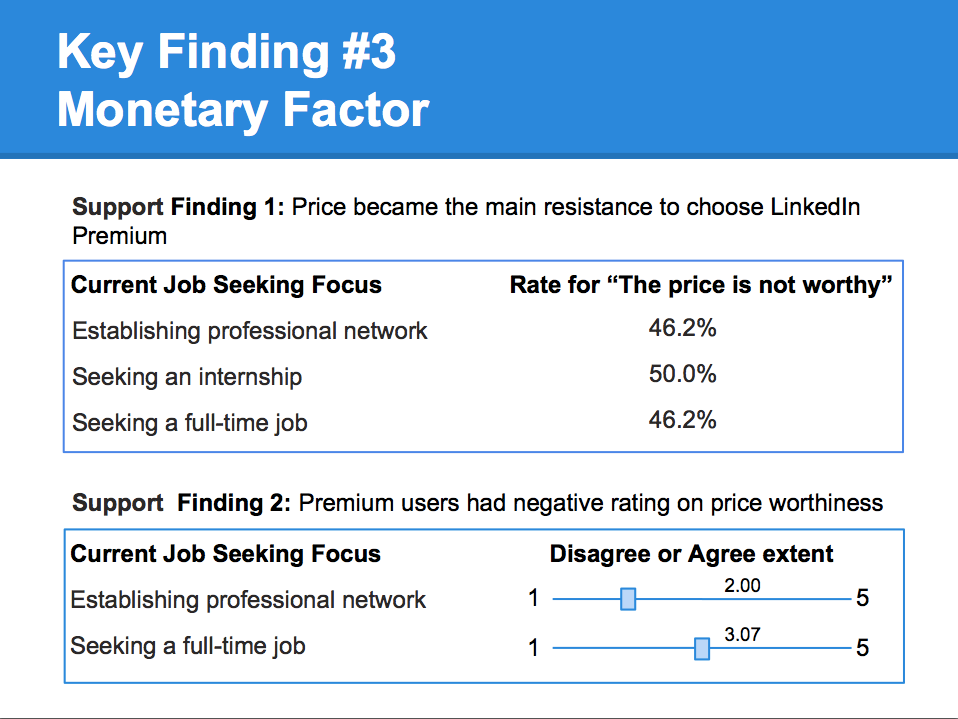 Key Finding #3
Monetary Factor
Support Finding 1: Price became the main resistance to choose LinkedIn
Premium
Current Job Seeking Focus Rate for “The price is not worthy”
Establishing professional network 46.2%
Seeking an internship 50.0%
Seeking a full-time job 46.2%
Support Finding 2: Premium users had negative rating on price worthiness
Current Job Seeking Focus Disagree or Agree extent
Establishing professional network 1 2.00 5
Seeking a full-time job 1 3.07 5